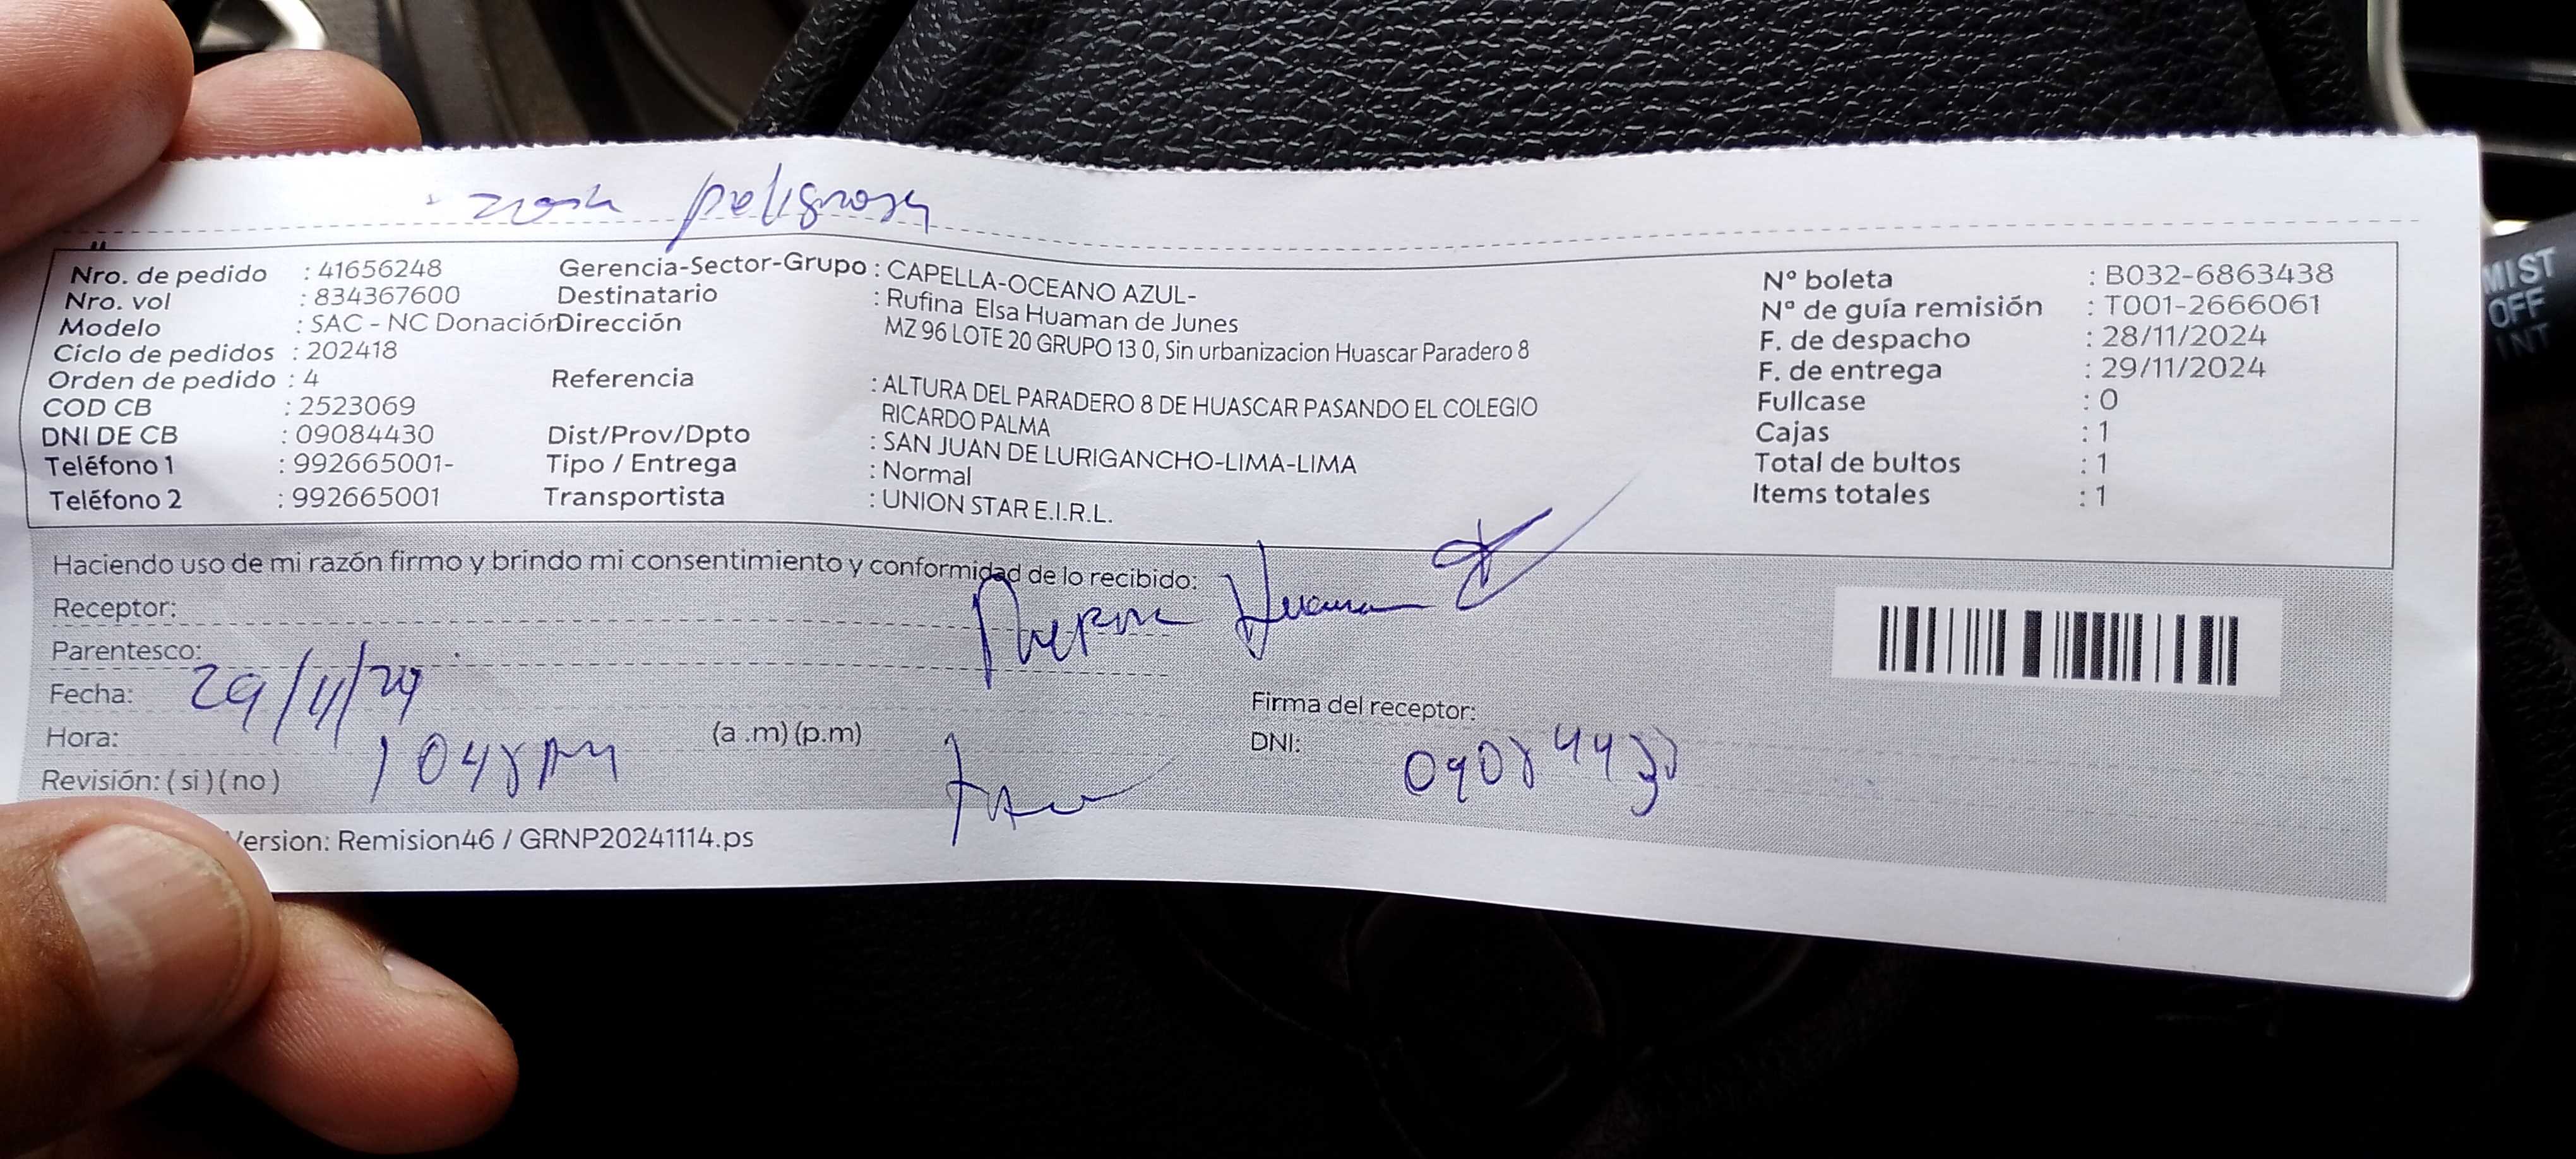 zona peligrosa
Nro. de pedido : 41656248
Nro. vol : 834367600
Modelo : SAC - NC Donación
Ciclo de pedidos : 202418
Orden de pedido : 4
COD CB : 2523069
DNI DE CB : 09084430
Teléfono 1 : 992665001-
Teléfono 2 : 992665001
Gerencia-Sector-Grupo : CAPELLA-OCEANO AZUL-
Destinatario : Rufina Elsa Huaman de Junes
Dirección MZ 96 LOTE 20 GRUPO 13 0, Sin urbanizacion Huascar Paradero 8
Referencia : ALTURA DEL PARADERO 8 DE HUASCAR PASANDO EL COLEGIO
RICARDO PALMA
Dist/Prov/Dpto : SAN JUAN DE LURIGANCHO-LIMA-LIMA
Tipo / Entrega : Normal
Transportista : UNION STAR E.I.R.L.
N° boleta : B032-6863438
N° de guía remisión : T001-2666061
F. de despacho : 28/11/2024
F. de entrega : 29/11/2024
Fullcase : 0
Cajas : 1
Total de bultos : 1
Items totales : 1
Haciendo uso de mi razón firmo y brindo mi consentimiento y conformidad de lo recibido:
Huaman
Receptor:
Parentesco:
Fecha: 29/11/24
Hora: (a .m) (p.m)
Revisión: ( si ) ( no )
Firma del receptor:
DNI: 09084430
Version: Remision46 / GRNP20241114.ps
MIST
OFF
INT